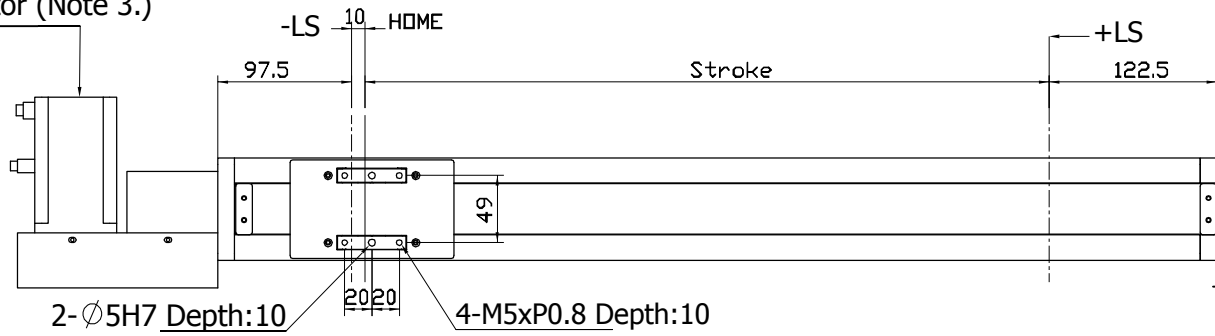 tor (Note 3.)
10
-LS
HOME
+LS
97.5
Stroke
122.5
49
20
20
2-∅5H7 Depth:10
4-M5xP0.8 Depth:10